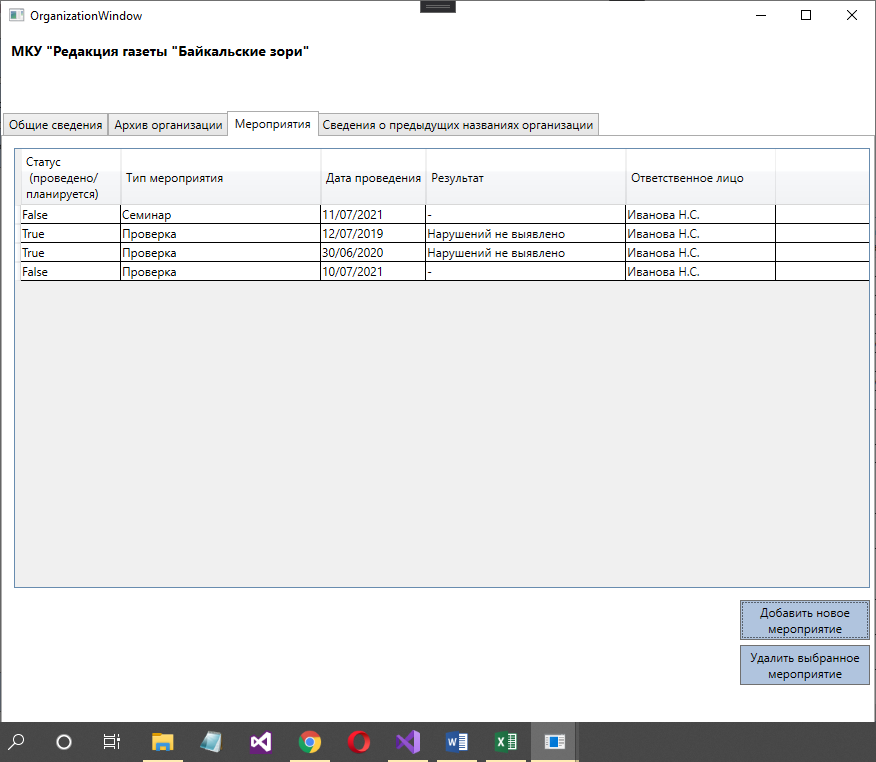 OrganizationWindow
МКУ "Редакция газеты "Байкальские зори"
Общие сведения Архив организации Мероприятия Сведения о предыдущих названиях организации
Статус
(проведено/
планируется)
Тип мероприятия Дата проведения Результат Ответственное лицо
False Семинар 11/07/2021 - Иванова Н.С.
True Проверка 12/07/2019 Нарушений не выявлено Иванова Н.С.
True Проверка 30/06/2020 Нарушений не выявлено Иванова Н.С.
False Проверка 10/07/2021 - Иванова Н.С.
Добавить новое
мероприятие
Удалить выбранное
мероприятие